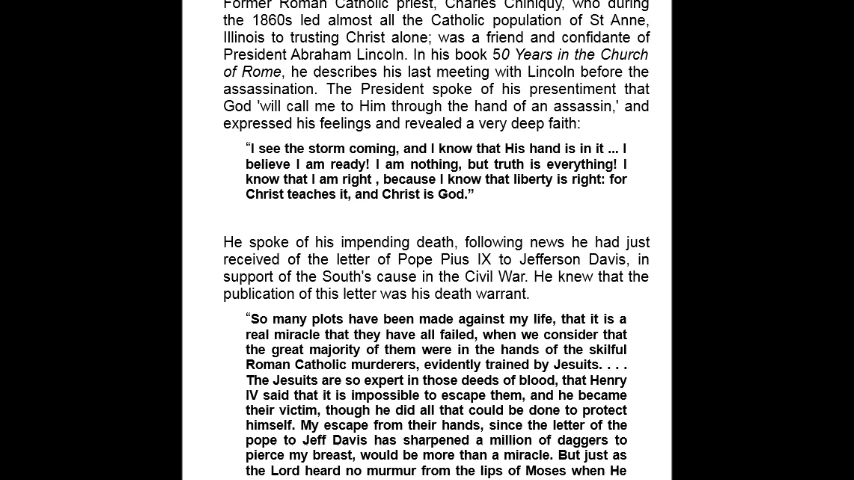 Former Roman Catholic priest, Charles Chiniquy, who during
the 1860s led almost all the Catholic population of St Anne,
Illinois to trusting Christ alone; was a friend and confidante of
President Abraham Lincoln. In his book 50 Years in the Church
of Rome, he describes his last meeting with Lincoln before the
assassination. The President spoke of his presentiment that
God 'will call me to Him through the hand of an assassin,' and
expressed his feelings and revealed a very deep faith:
“I see the storm coming, and I know that His hand is in it ... I
believe I am ready! I am nothing, but truth is everything! I
know that I am right , because I know that liberty is right: for
Christ teaches it, and Christ is God.”
He spoke of his impending death, following news he had just
received of the letter of Pope Pius IX to Jefferson Davis, in
support of the South's cause in the Civil War. He knew that the
publication of this letter was his death warrant.
“So many plots have been made against my life, that it is a
real miracle that they have all failed, when we consider that
the great majority of them were in the hands of the skilful
Roman Catholic murderers, evidently trained by Jesuits. . . .
The Jesuits are so expert in those deeds of blood, that Henry
IV said that it is impossible to escape them, and he became
their victim, though he did all that could be done to protect
himself. My escape from their hands, since the letter of the
pope to Jeff Davis has sharpened a million of daggers to
pierce my breast, would be more than a miracle. But just as
the Lord heard no murmur from the lips of Moses when He